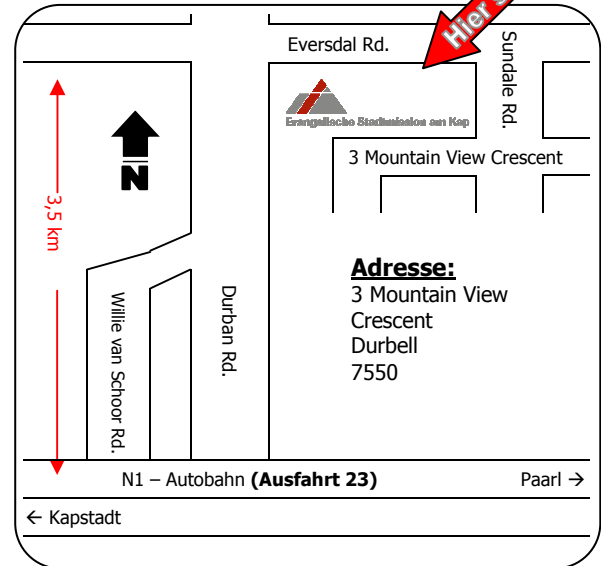 Hier s
Eversdal Rd.
Sundale Rd.
Evangelische Stadtmission am Kap
3 Mountain View Crescent
N
3,5 km
Adresse:
3 Mountain View
Crescent
Durbell
7550
Willie van Schoor Rd.
Durban Rd.
N1 – Autobahn (Ausfahrt 23)
Paarl →
← Kapstadt